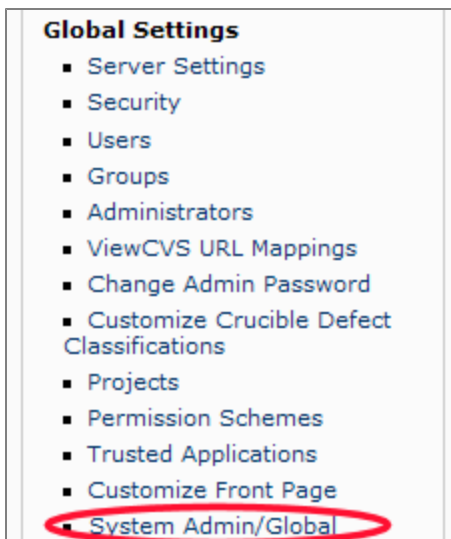 Global Settings
Server Settings
Security
Users
Groups
Administrators
ViewCVS URL Mappings
Change Admin Password
Customize Crucible Defect
Classifications
Projects
Permission Schemes
Trusted Applications
Customize Front Page
System Admin/Global